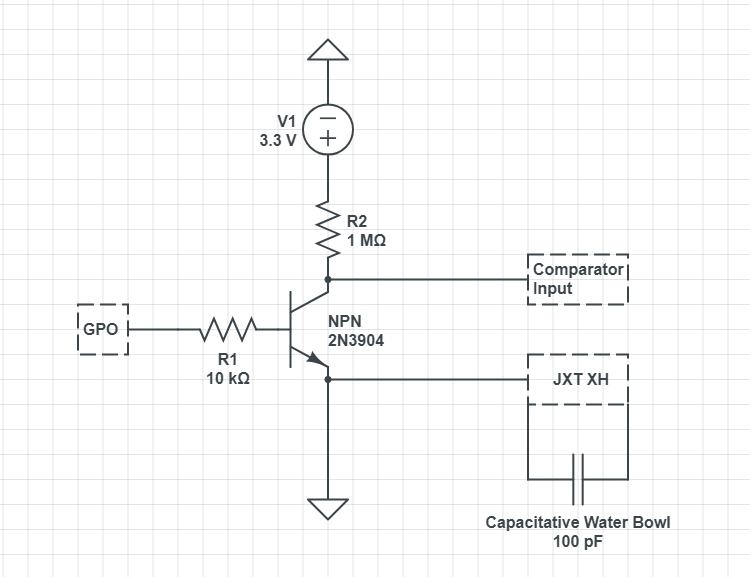 V1
3.3 V
R2
1 MΩ
Comparator
Input
GPO
R1
10 kΩ
NPN
2N3904
JXT XH
Capacitative Water Bowl
100 pF